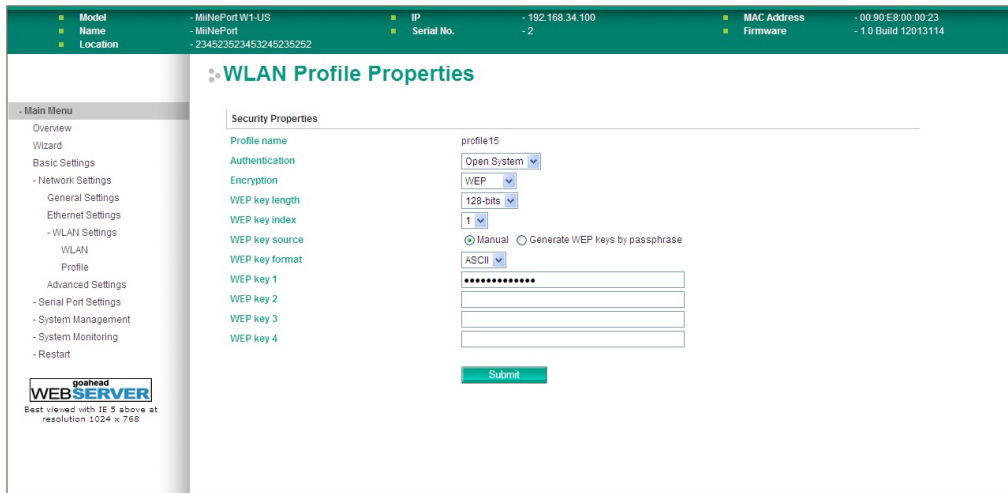 Model - MiiNePort W1-US IP - 192.168.34.100 MAC Address - 00:90:E8:00:00:23
Name - MiiNePort Serial No. - 2 Firmware - 1.0 Build 12013114
Location - 234523523453245235252
WLAN Profile Properties
- Main Menu
Overview
Wizard
Basic Settings
- Network Settings
General Settings
Ethernet Settings
- WLAN Settings
WLAN
Profile
Advanced Settings
- Serial Port Settings
- System Management
- System Monitoring
- Restart
goahead
WEBSERVER
Best viewed with IE 5 above at
resolution 1024 x 768
Security Properties
Profile name profile15
Authentication Open System
Encryption WEP
WEP key length 128-bits
WEP key index 1
WEP key source Manual Generate WEP keys by passphrase
WEP key format ASCII
WEP key 1 •••••••••••••
WEP key 2
WEP key 3
WEP key 4
Submit